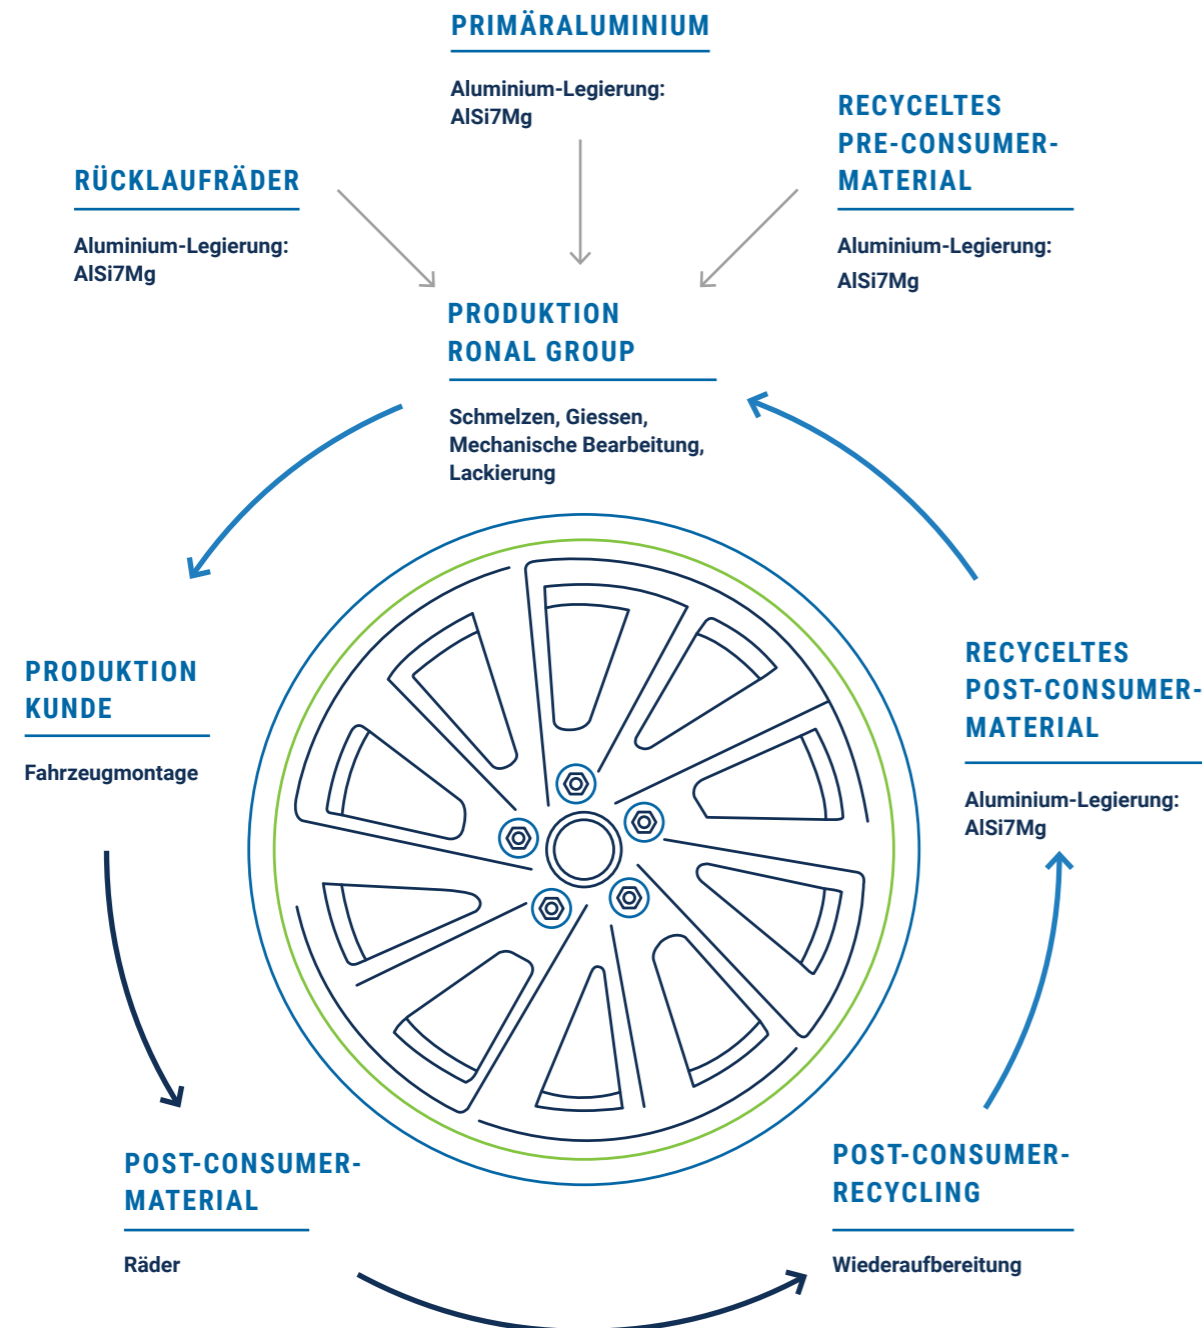 PRIMÄRALUMINIUM
Aluminium-Legierung:
AlSi7Mg
RECYCELTES
PRE-CONSUMER-
MATERIAL
Aluminium-Legierung:
AlSi7Mg
RÜCKLAUFRÄDER
Aluminium-Legierung:
AlSi7Mg
PRODUKTION
RONAL GROUP
Schmelzen, Giessen,
Mechanische Bearbeitung,
Lackierung
PRODUKTION
KUNDE
Fahrzeugmontage
RECYCELTES
POST-CONSUMER-
MATERIAL
Aluminium-Legierung:
AlSi7Mg
POST-CONSUMER-
MATERIAL
Räder
POST-CONSUMER-
RECYCLING
Wiederaufbereitung